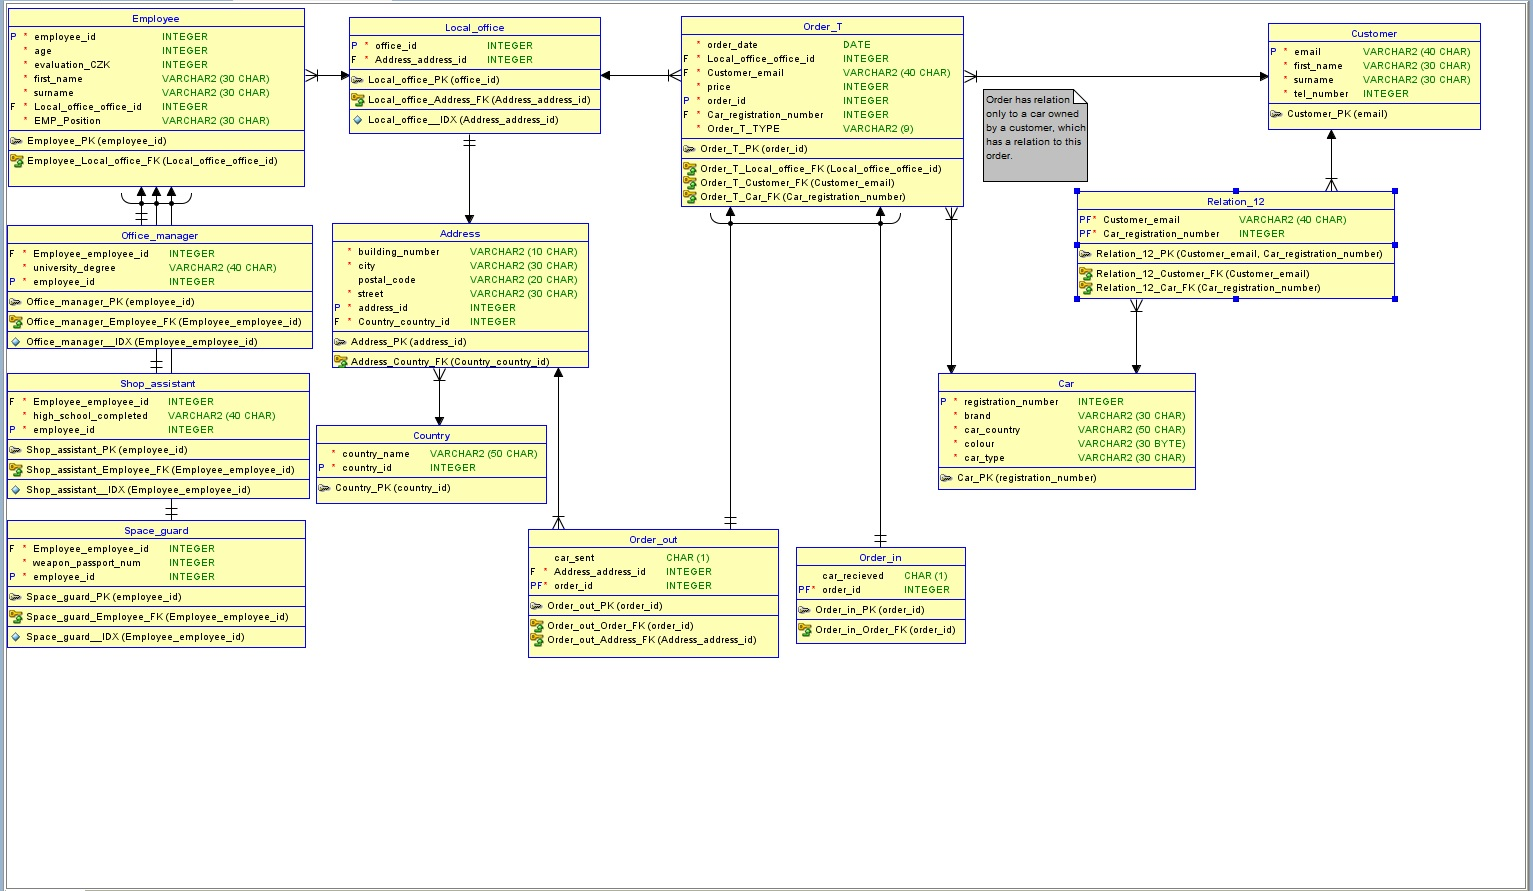 Employee
P * employee_id INTEGER
* age INTEGER
* evaluation_CZK INTEGER
* first_name VARCHAR2 (30 CHAR)
* surname VARCHAR2 (30 CHAR)
F * Local_office_office_id INTEGER
* EMP_Position VARCHAR2 (30 CHAR)
Employee_PK (employee_id)
Employee_Local_office_FK (Local_office_office_id)
Local_office
P * office_id INTEGER
F * Address_address_id INTEGER
Local_office_PK (office_id)
Local_office_Address_FK (Address_address_id)
Local_office__IDX (Address_address_id)
Order_T
* order_date DATE
F * Local_office_office_id INTEGER
F * Customer_email VARCHAR2 (40 CHAR)
* price INTEGER
P * order_id INTEGER
F * Car_registration_number INTEGER
* Order_T_TYPE VARCHAR2 (9)
Order_T_PK (order_id)
Order_T_Local_office_FK (Local_office_office_id)
Order_T_Customer_FK (Customer_email)
Order_T_Car_FK (Car_registration_number)
Order has relation
only to a car owned
by a customer, which
has a relation to this
order.
Customer
P * email VARCHAR2 (40 CHAR)
* first_name VARCHAR2 (30 CHAR)
* surname VARCHAR2 (30 CHAR)
* tel_number INTEGER
Customer_PK (email)
Relation_12
PF* Customer_email VARCHAR2 (40 CHAR)
PF* Car_registration_number INTEGER
Relation_12_PK (Customer_email, Car_registration_number)
Relation_12_Customer_FK (Customer_email)
Relation_12_Car_FK (Car_registration_number)
Office_manager
F * Employee_employee_id INTEGER
* university_degree VARCHAR2 (40 CHAR)
P * employee_id INTEGER
Office_manager_PK (employee_id)
Office_manager_Employee_FK (Employee_employee_id)
Office_manager__IDX (Employee_employee_id)
Address
* building_number VARCHAR2 (10 CHAR)
* city VARCHAR2 (30 CHAR)
postal_code VARCHAR2 (20 CHAR)
* street VARCHAR2 (30 CHAR)
P * address_id INTEGER
F * Country_country_id INTEGER
Address_PK (address_id)
Address_Country_FK (Country_country_id)
Shop_assistant
F * Employee_employee_id INTEGER
* high_school_completed VARCHAR2 (40 CHAR)
P * employee_id INTEGER
Shop_assistant_PK (employee_id)
Shop_assistant_Employee_FK (Employee_employee_id)
Shop_assistant__IDX (Employee_employee_id)
Country
* country_name VARCHAR2 (50 CHAR)
P * country_id INTEGER
Country_PK (country_id)
Car
P * registration_number INTEGER
* brand VARCHAR2 (30 CHAR)
* car_country VARCHAR2 (50 CHAR)
* colour VARCHAR2 (30 BYTE)
* car_type VARCHAR2 (30 CHAR)
Car_PK (registration_number)
Space_guard
F * Employee_employee_id INTEGER
* weapon_passport_num INTEGER
P * employee_id INTEGER
Space_guard_PK (employee_id)
Space_guard_Employee_FK (Employee_employee_id)
Space_guard__IDX (Employee_employee_id)
Order_out
car_sent CHAR (1)
F * Address_address_id INTEGER
PF* order_id INTEGER
Order_out_PK (order_id)
Order_out_Order_FK (order_id)
Order_out_Address_FK (Address_address_id)
Order_in
car_recieved CHAR (1)
PF* order_id INTEGER
Order_in_PK (order_id)
Order_in_Order_FK (order_id)